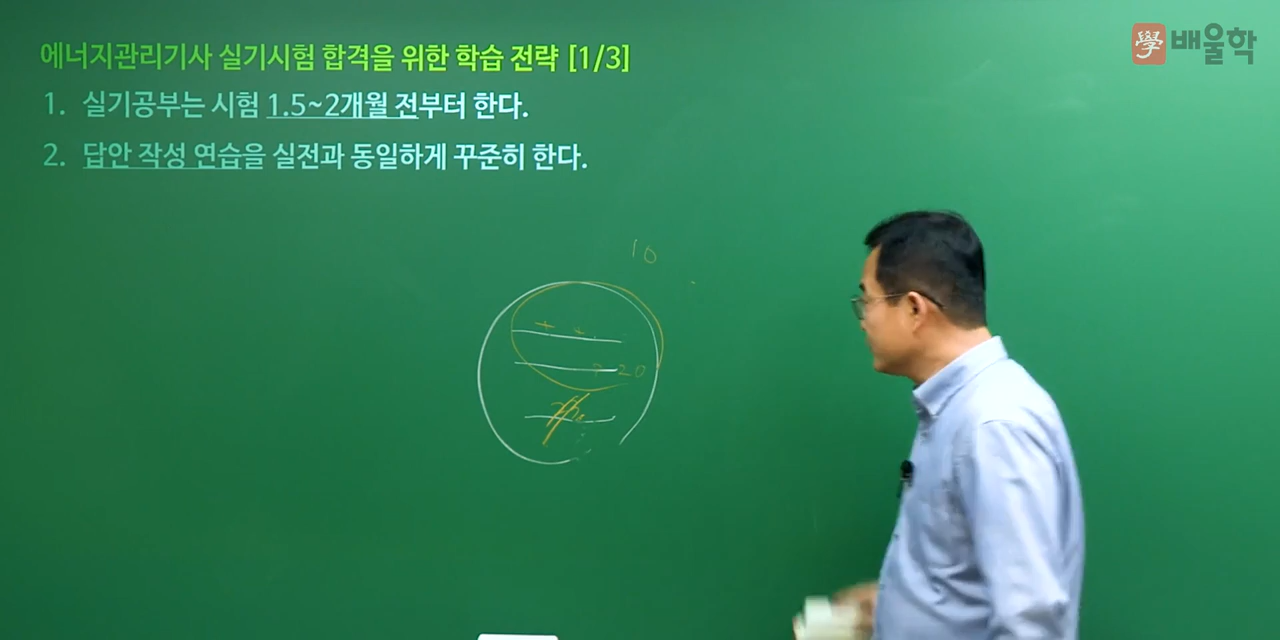 에너지관리기사 실기시험 합격을 위한 학습 전략 [1/3]
學 배울학
1. 실기공부는 시험 1.5~2개월 전부터 한다.
2. 답안 작성 연습을 실전과 동일하게 꾸준히 한다.
10
20